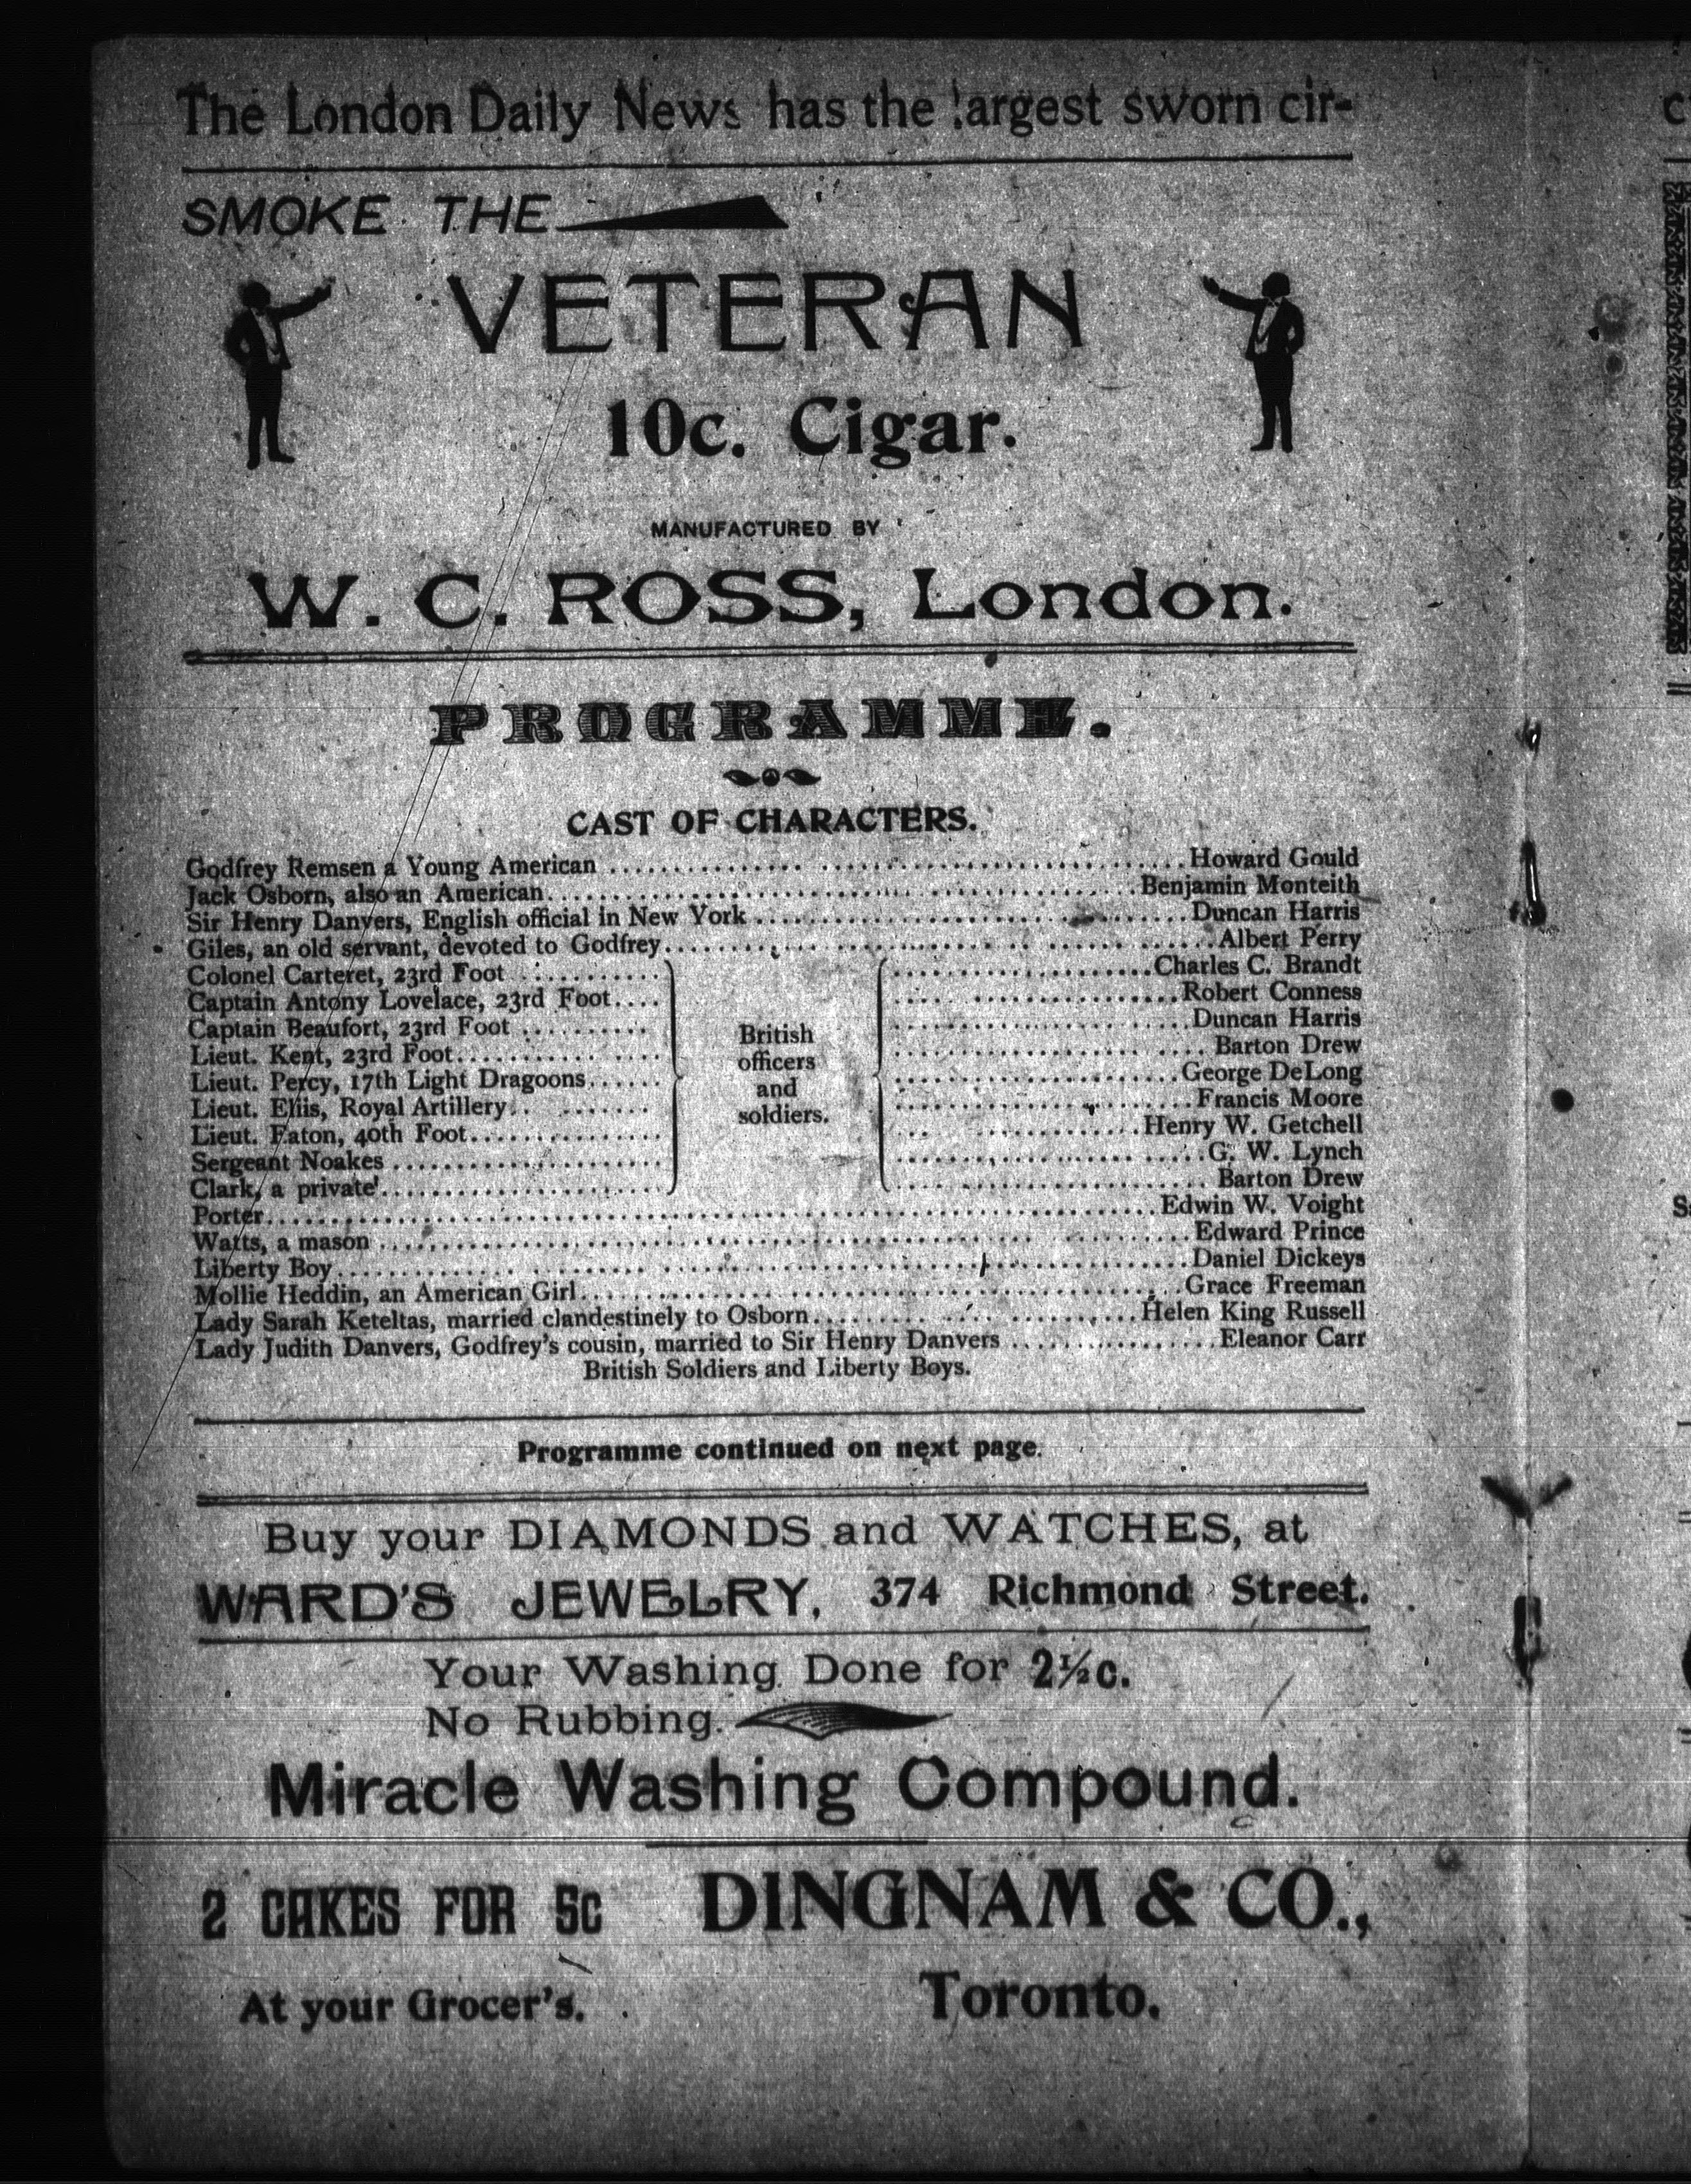 The London Daily News has the largest sworn cir-
SMOKE THE
VETERAN
10c. Cigar.
MANUFACTURED BY
W. C. ROSS, London.
PROGRAMME.
CAST OF CHARACTERS.
Godfrey Remsen a Young American ........ Howard Gould
Jack Osborn, also an American........ Benjamin Monteith
Sir Henry Danvers, English official in New York ........ Duncan Harris
Giles, an old servant, devoted to Godfrey........ Albert Perry
Colonel Carteret, 23rd Foot ........ Charles C. Brandt
Captain Antony Lovelace, 23rd Foot........ Robert Conness
Captain Beaufort, 23rd Foot ........ Duncan Harris
Lieut. Kent, 23rd Foot........ Barton Drew
Lieut. Percy, 17th Light Dragoons........ George DeLong
Lieut. Ellis, Royal Artillery........ Francis Moore
Lieut. Eaton, 40th Foot........ Henry W. Getchell
Sergeant Noakes ........ G. W. Lynch
Clark, a private........ Barton Drew
British
officers
and
soldiers.
Porter........ Edwin W. Voight
Watts, a mason ........ Edward Prince
Liberty Boy........ Daniel Dickeys
Mollie Heddin, an American Girl........ Grace Freeman
Lady Sarah Keteltas, married clandestinely to Osborn........ Helen King Russell
Lady Judith Danvers, Godfrey's cousin, married to Sir Henry Danvers ........ Eleanor Carr
British Soldiers and Liberty Boys.
Programme continued on next page.
Buy your DIAMONDS and WATCHES, at
WARD'S JEWELRY, 374 Richmond Street.
Your Washing Done for 2½c.
No Rubbing.
Miracle Washing Compound.
2 CAKES FOR 5c DINGNAM & CO.,
At your Grocer's. Toronto.